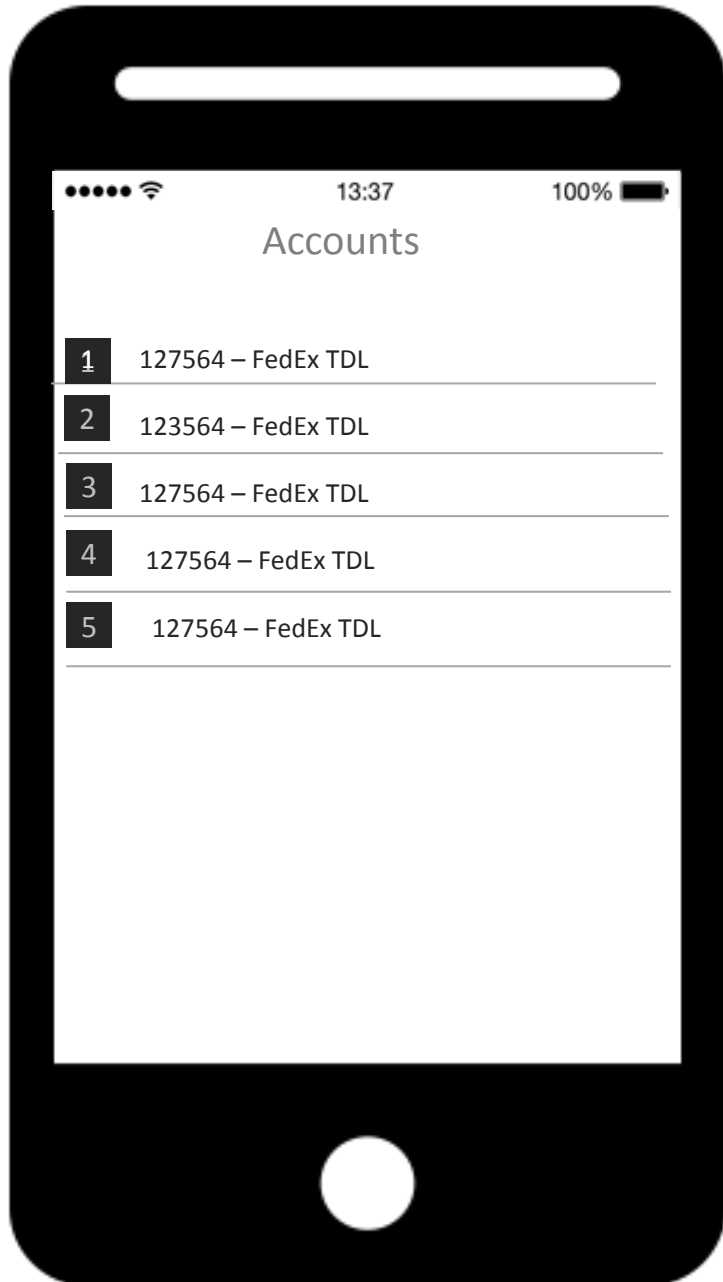 13:37 100%
Accounts
1 127564 – FedEx TDL
2 123564 – FedEx TDL
3 127564 – FedEx TDL
4 127564 – FedEx TDL
5 127564 – FedEx TDL